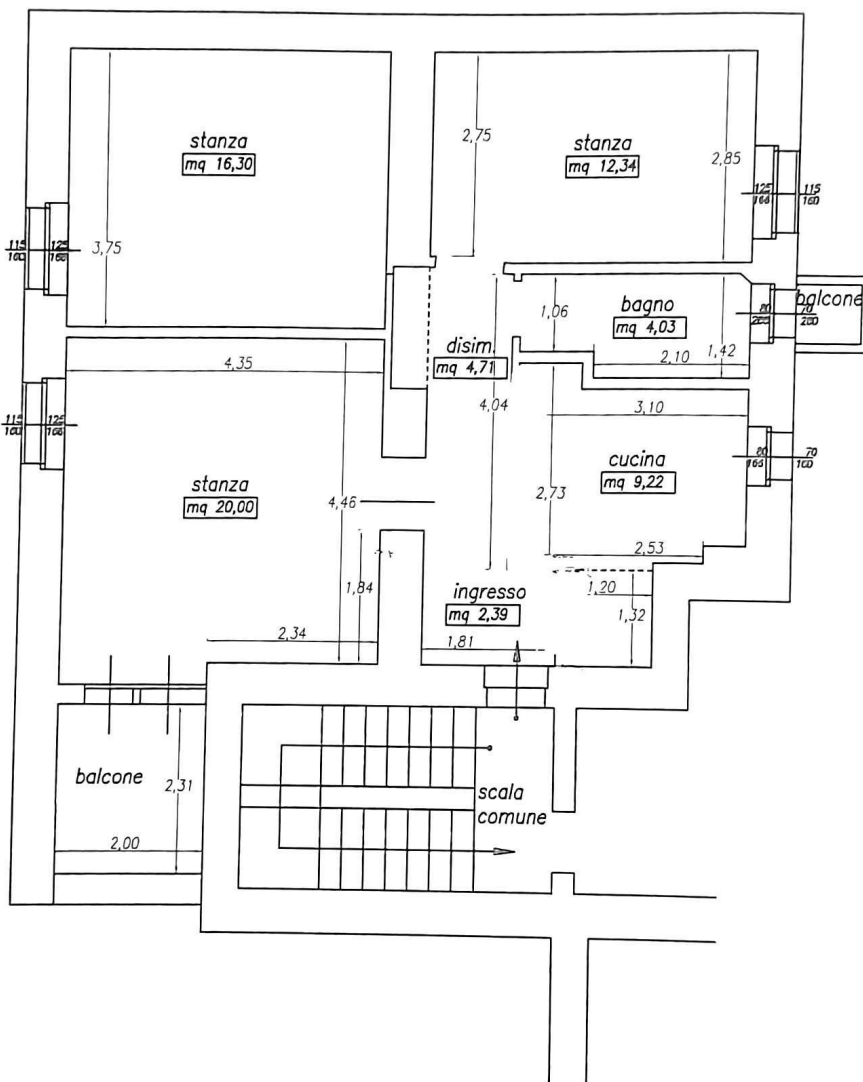 stanza
mq 16,30
3,75
2,75
stanza
mq 12,34
2,85
125
166
115
160
115
160
125
166
1,06
bagno
mq 4,03
80
200
70
200
balcone
disim.
mq 4,71
2,10
1,42
4,35
4,04
3,10
115
160
125
166
stanza
mq 20,00
4,46
cucina
mq 9,22
80
166
70
160
2,73
2,53
1,84
ingresso
mq 2,39
1,20
1,32
2,34
1,81
balcone
2,31
2,00
scala
comune